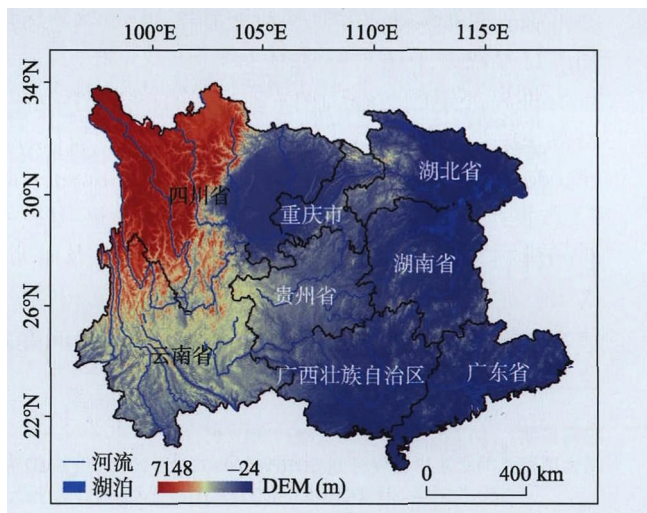 100°E 105°E 110°E 115°E
34°N
30°N
26°N
22°N
湖北省
四川省
重庆市
湖南省
贵州省
云南省
广西壮族自治区
广东省
河流
湖泊
7148 –24 DEM (m)
0 400 km